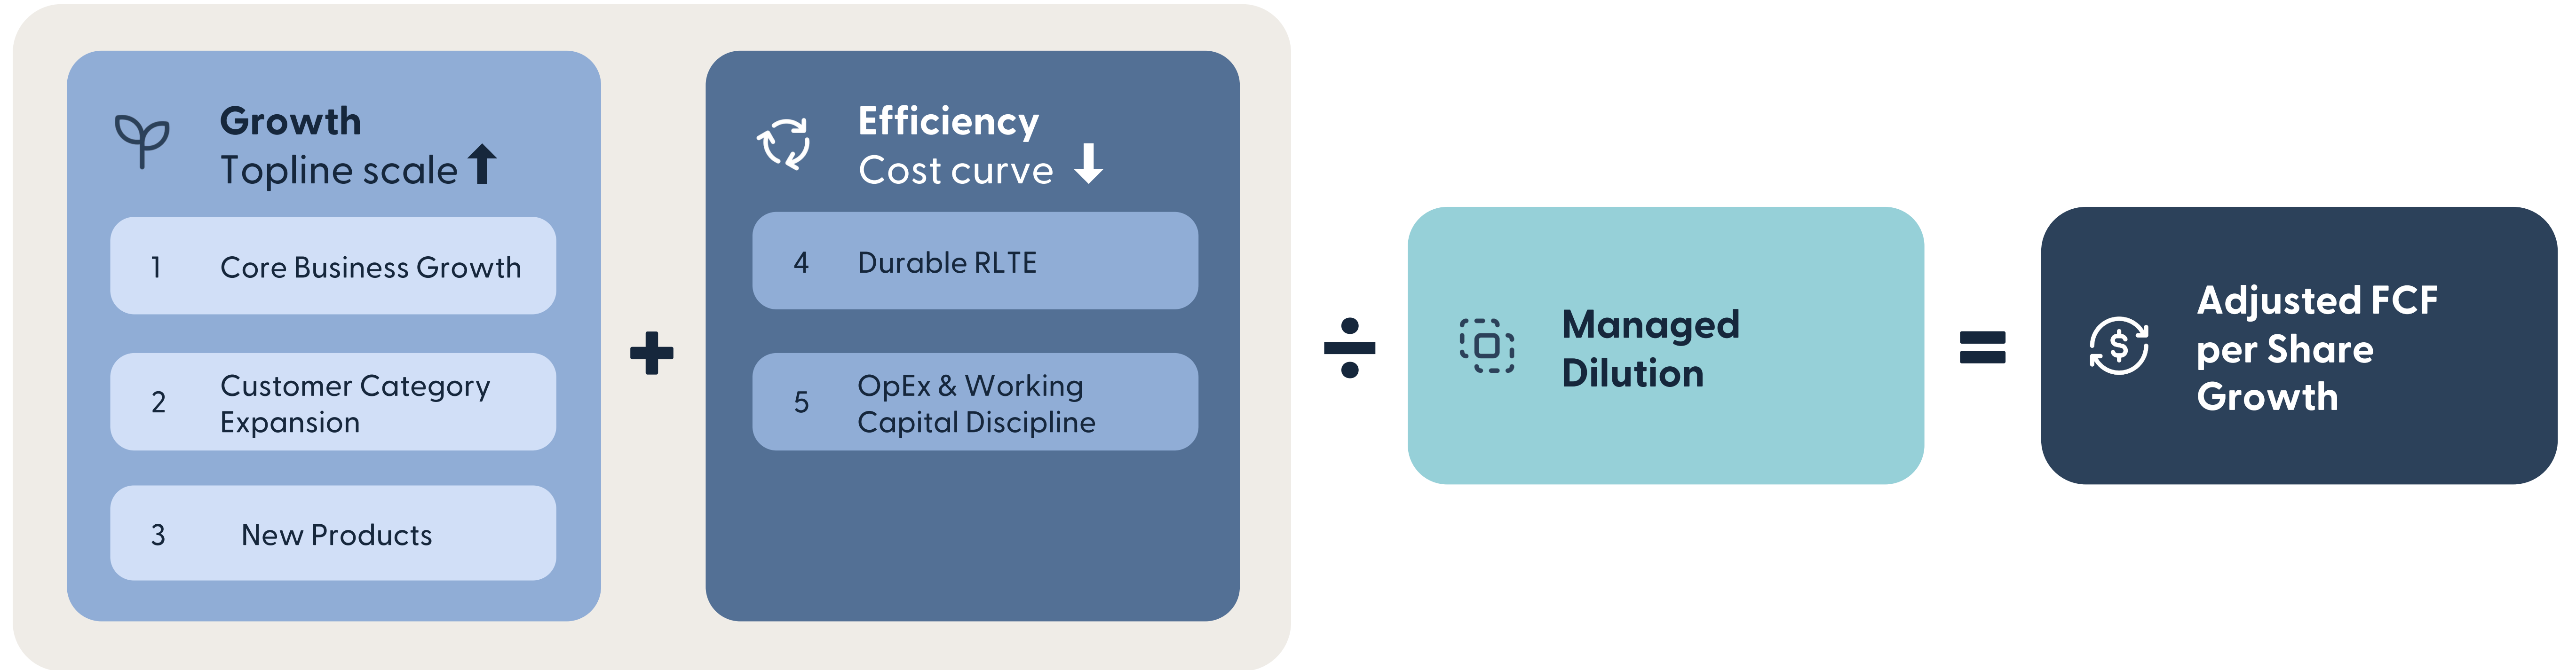 Growth
Topline scale
1 Core Business Growth
2 Customer Category
Expansion
3 New Products
+
Efficiency
Cost curve
4 Durable RLTE
5 OpEx & Working
Capital Discipline
÷
Managed
Dilution
=
$
Adjusted FCF
per Share
Growth